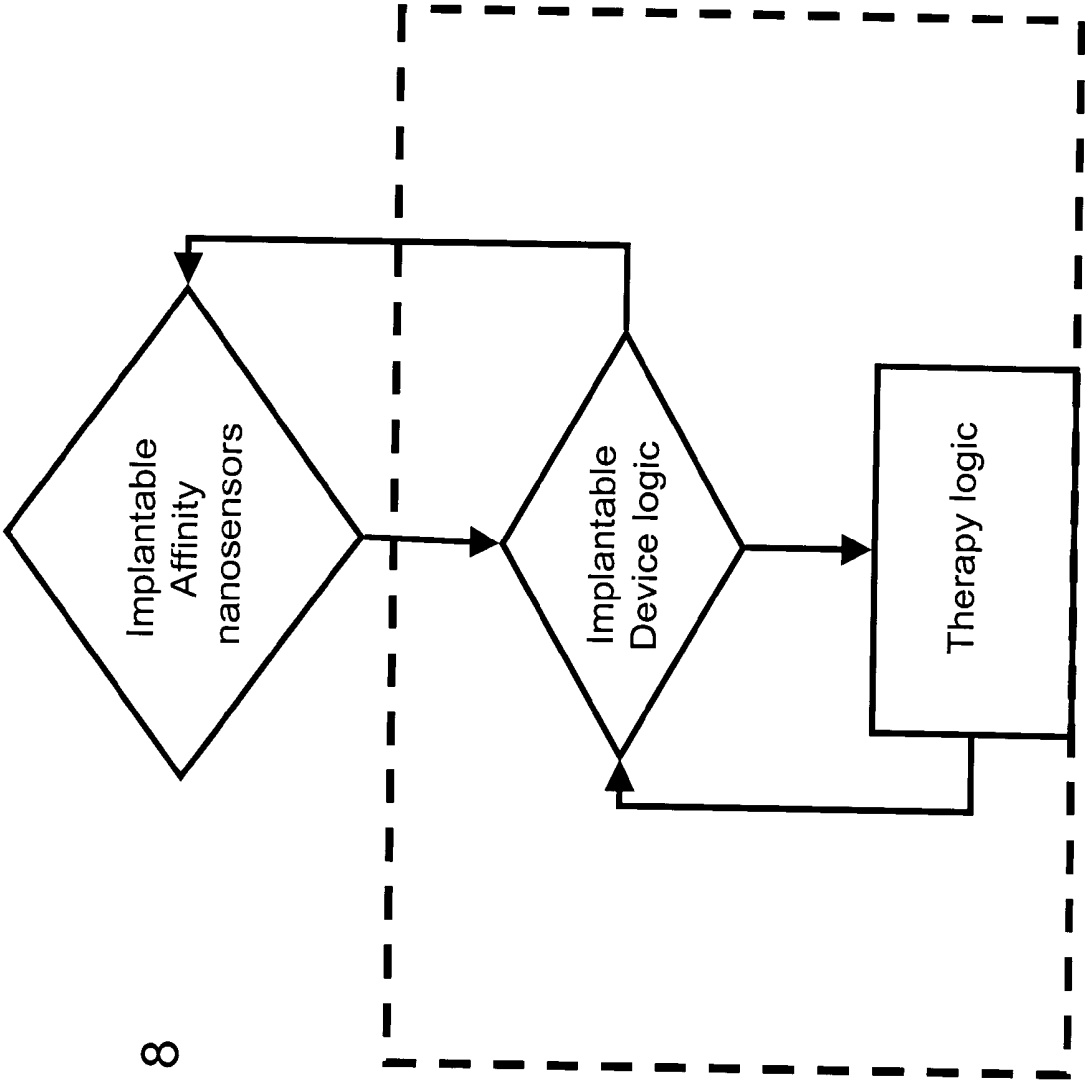 8
Implantable
Affinity
nanosensors
Implantable
Device logic
Therapy logic